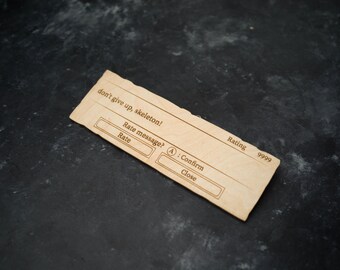 don't give up, skeleton!
Rating 9999
Rate message?
Ⓐ : Confirm
Rate
Close